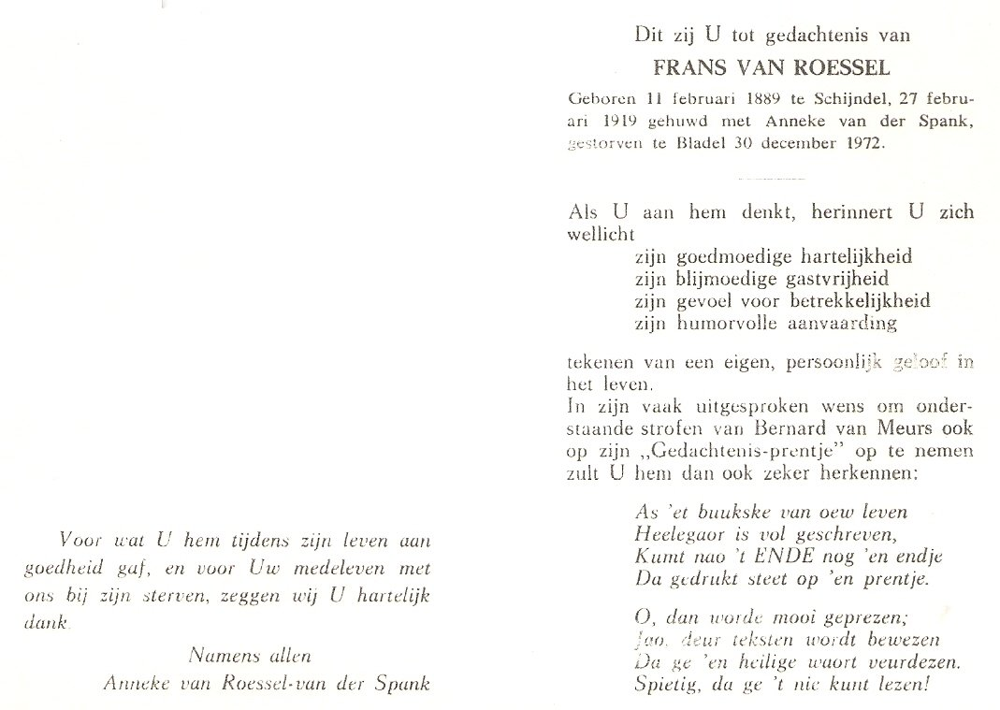 Voor wat U hem tijdens zijn leven aan
goedheid gaf, en voor Uw medeleven met
ons bij zijn sterven, zeggen wij U hartelijk
dank.
Namens allen
Anneke van Roessel-van der Spank
Dit zij U tot gedachtenis van
FRANS VAN ROESSEL
Geboren 11 februari 1889 te Schijndel, 27 febru-
ari 1919 gehuwd met Anneke van der Spank,
gestorven te Bladel 30 december 1972.
Als U aan hem denkt, herinnert U zich
wellicht
zijn goedmoedige hartelijkheid
zijn blijmoedige gastvrijheid
zijn gevoel voor betrekkelijkheid
zijn humorvolle aanvaarding
tekenen van een eigen, persoonlijk geloof in
het leven.
In zijn vaak uitgesproken wens om onder-
staande strofen van Bernard van Meurs ook
op zijn „Gedachtenis-prentje” op te nemen
zult U hem dan ook zeker herkennen:
As 'et buukske van oew leven
Heelegaor is vol geschreven,
Kumt nao 't ENDE nog 'en endje
Da gedrukt steet op 'en prentje.
O, dan worde mooi geprezen;
Jao, deur teksten wordt bewezen
Da ge 'en heilige waort veurdezen.
Spietig, da ge 't nie kunt lezen!